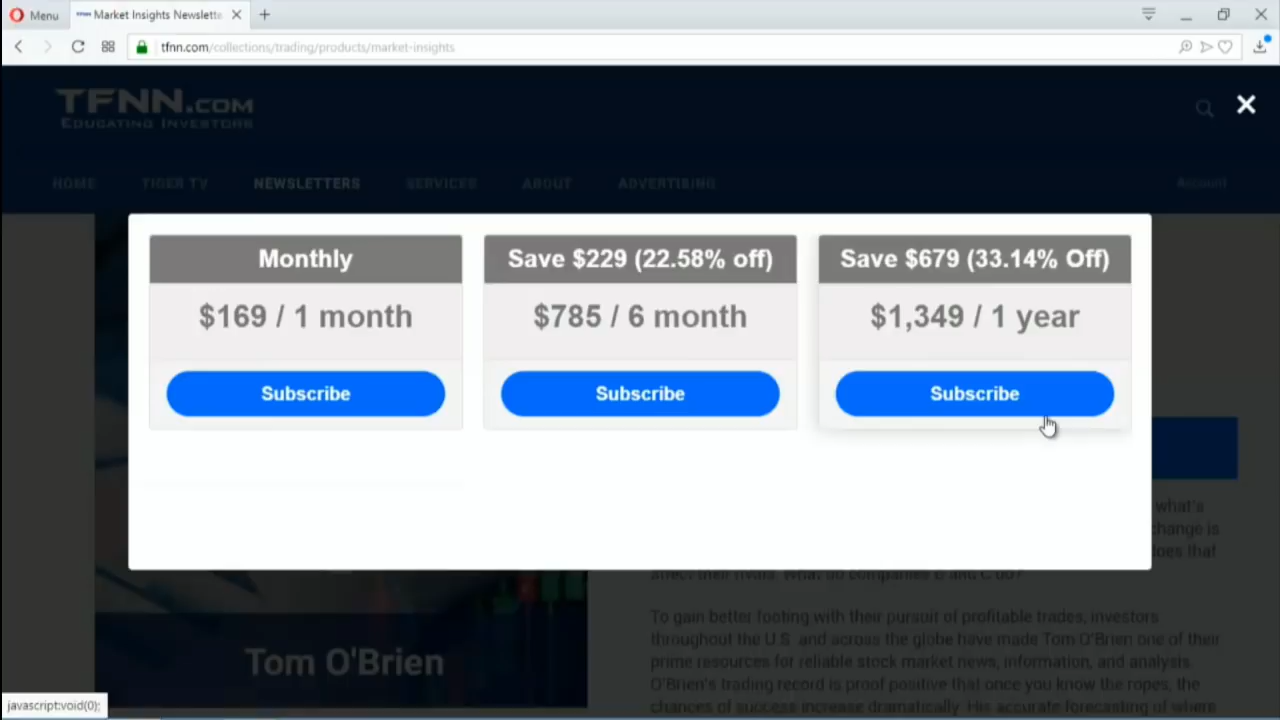 Menu
TFNN Market Insights Newslette
tfnn.com/collections/trading/products/market-insights
TFNN.COM
EDUCATING INVESTORS
HOME TIGER TV NEWSLETTERS SERVICES ABOUT ADVERTISING Account
Monthly
$169 / 1 month
Subscribe
Save $229 (22.58% off)
$785 / 6 month
Subscribe
Save $679 (33.14% Off)
$1,349 / 1 year
Subscribe
what's
change is
does that
affect their rivals. What do companies B and C do?
To gain better footing with their pursuit of profitable trades, investors
throughout the U.S. and across the globe have made Tom O'Brien one of their
prime resources for reliable stock market news, information, and analysis.
O'Brien's trading record is proof positive that once you know the ropes, the
chances of success increase dramatically. His accurate forecasting of where
Tom O'Brien
javascript:void(0);